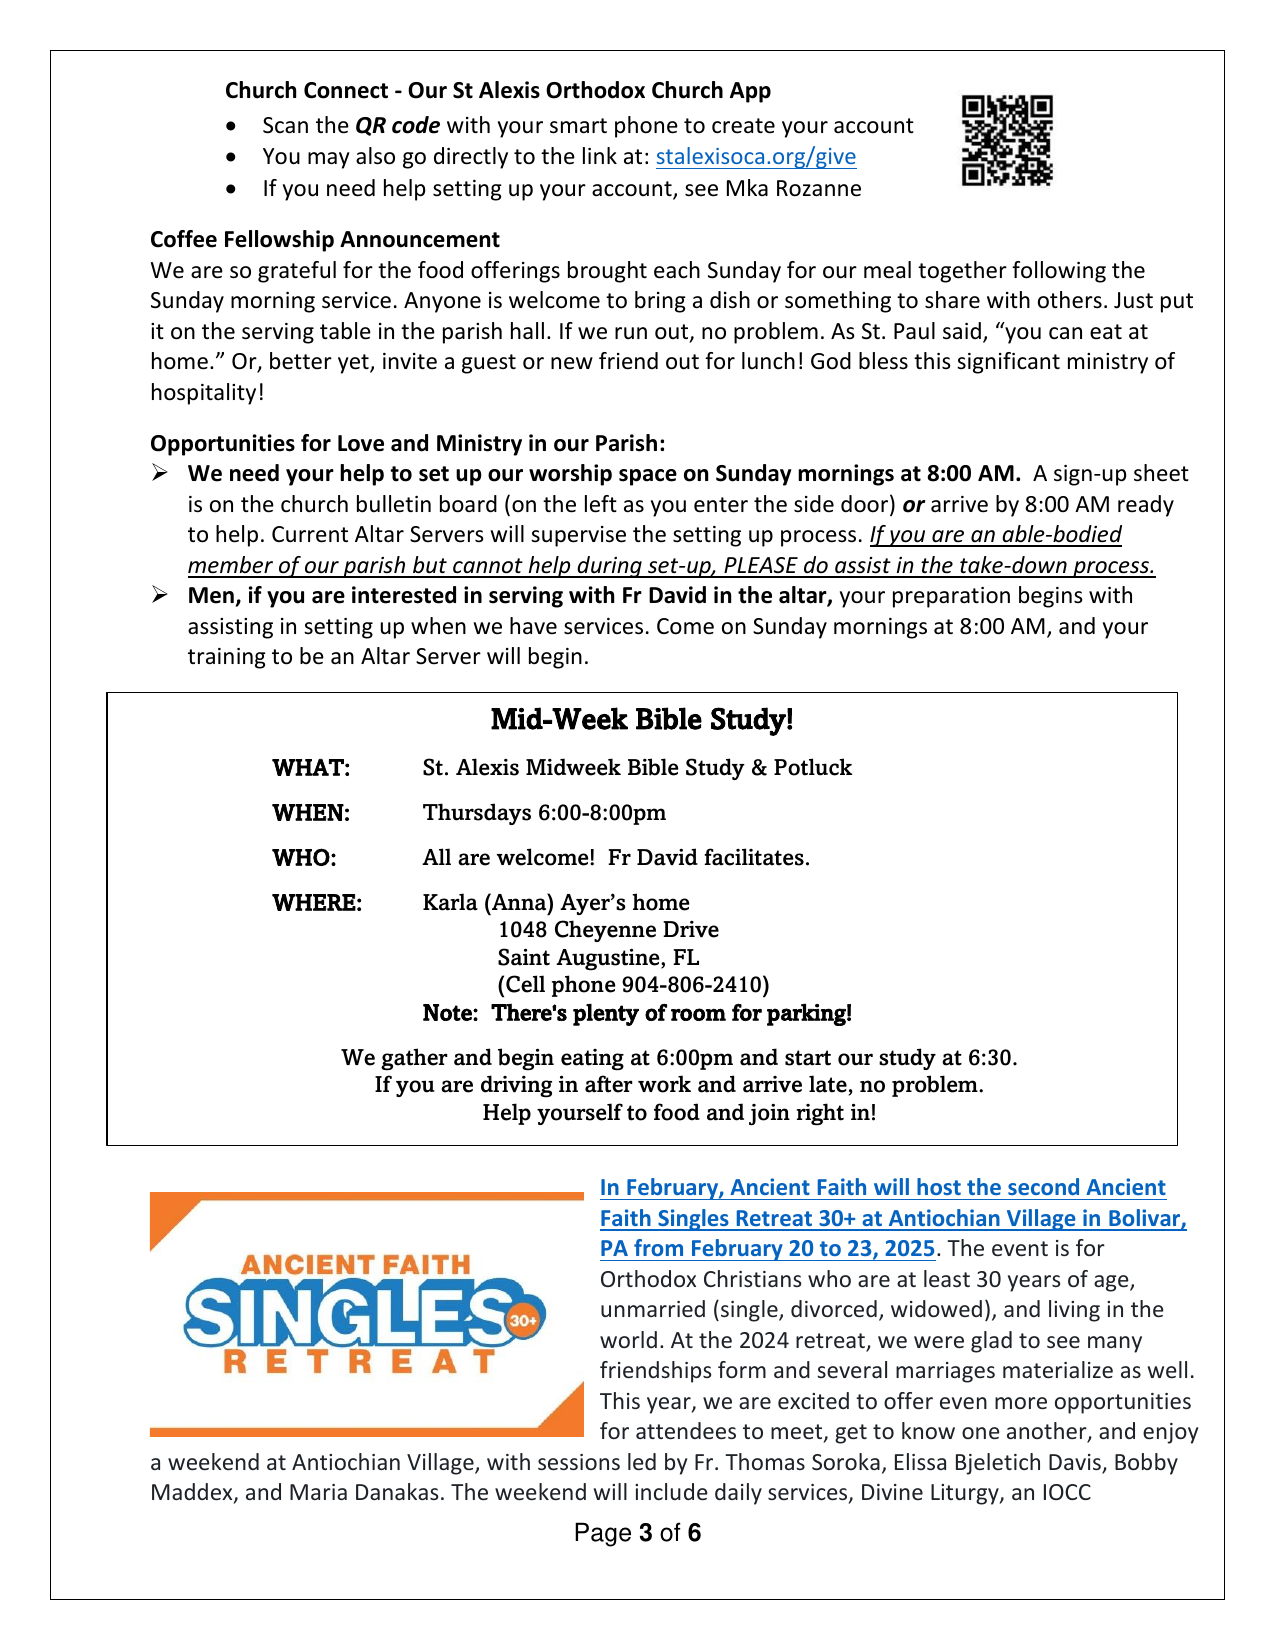 Church Connect - Our St Alexis Orthodox Church App
• Scan the QR code with your smart phone to create your account
• You may also go directly to the link at: stalexisoca.org/give
• If you need help setting up your account, see Mka Rozanne
Coffee Fellowship Announcement
We are so grateful for the food offerings brought each Sunday for our meal together following the
Sunday morning service. Anyone is welcome to bring a dish or something to share with others. Just put
it on the serving table in the parish hall. If we run out, no problem. As St. Paul said, “you can eat at
home.” Or, better yet, invite a guest or new friend out for lunch! God bless this significant ministry of
hospitality!
Opportunities for Love and Ministry in our Parish:
➢ We need your help to set up our worship space on Sunday mornings at 8:00 AM. A sign-up sheet
is on the church bulletin board (on the left as you enter the side door) or arrive by 8:00 AM ready
to help. Current Altar Servers will supervise the setting up process. If you are an able-bodied
member of our parish but cannot help during set-up, PLEASE do assist in the take-down process.
➢ Men, if you are interested in serving with Fr David in the altar, your preparation begins with
assisting in setting up when we have services. Come on Sunday mornings at 8:00 AM, and your
training to be an Altar Server will begin.
Mid-Week Bible Study!
WHAT: St. Alexis Midweek Bible Study & Potluck
WHEN: Thursdays 6:00-8:00pm
WHO: All are welcome! Fr David facilitates.
WHERE: Karla (Anna) Ayer’s home
1048 Cheyenne Drive
Saint Augustine, FL
(Cell phone 904-806-2410)
Note: There's plenty of room for parking!
We gather and begin eating at 6:00pm and start our study at 6:30.
If you are driving in after work and arrive late, no problem.
Help yourself to food and join right in!
ANCIENT FAITH
SINGLES 30+
RETREAT
In February, Ancient Faith will host the second Ancient
Faith Singles Retreat 30+ at Antiochian Village in Bolivar,
PA from February 20 to 23, 2025. The event is for
Orthodox Christians who are at least 30 years of age,
unmarried (single, divorced, widowed), and living in the
world. At the 2024 retreat, we were glad to see many
friendships form and several marriages materialize as well.
This year, we are excited to offer even more opportunities
for attendees to meet, get to know one another, and enjoy
a weekend at Antiochian Village, with sessions led by Fr. Thomas Soroka, Elissa Bjeletich Davis, Bobby
Maddex, and Maria Danakas. The weekend will include daily services, Divine Liturgy, an IOCC
Page 3 of 6